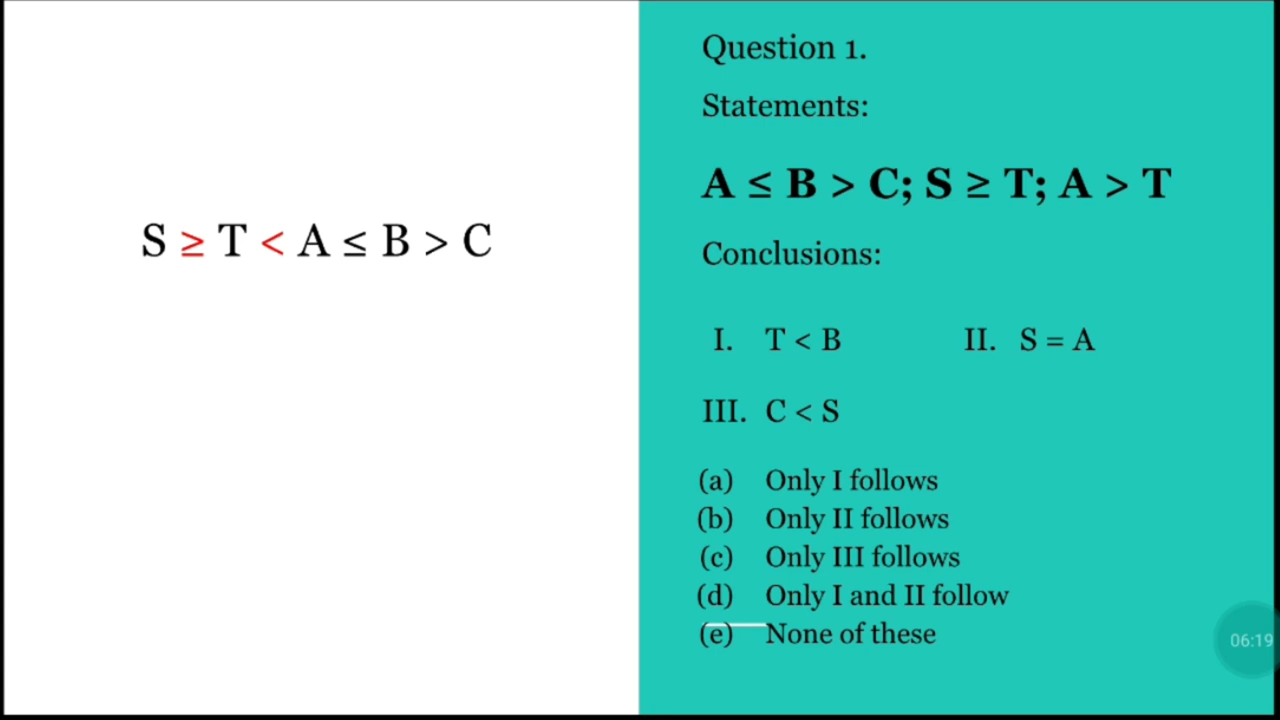 S ≥ T < A ≤ B > C
Question 1.
Statements:
A ≤ B > C; S ≥ T; A > T
Conclusions:
I. T < B II. S = A
III. C < S
(a) Only I follows
(b) Only II follows
(c) Only III follows
(d) Only I and II follow
(e) None of these
06:19